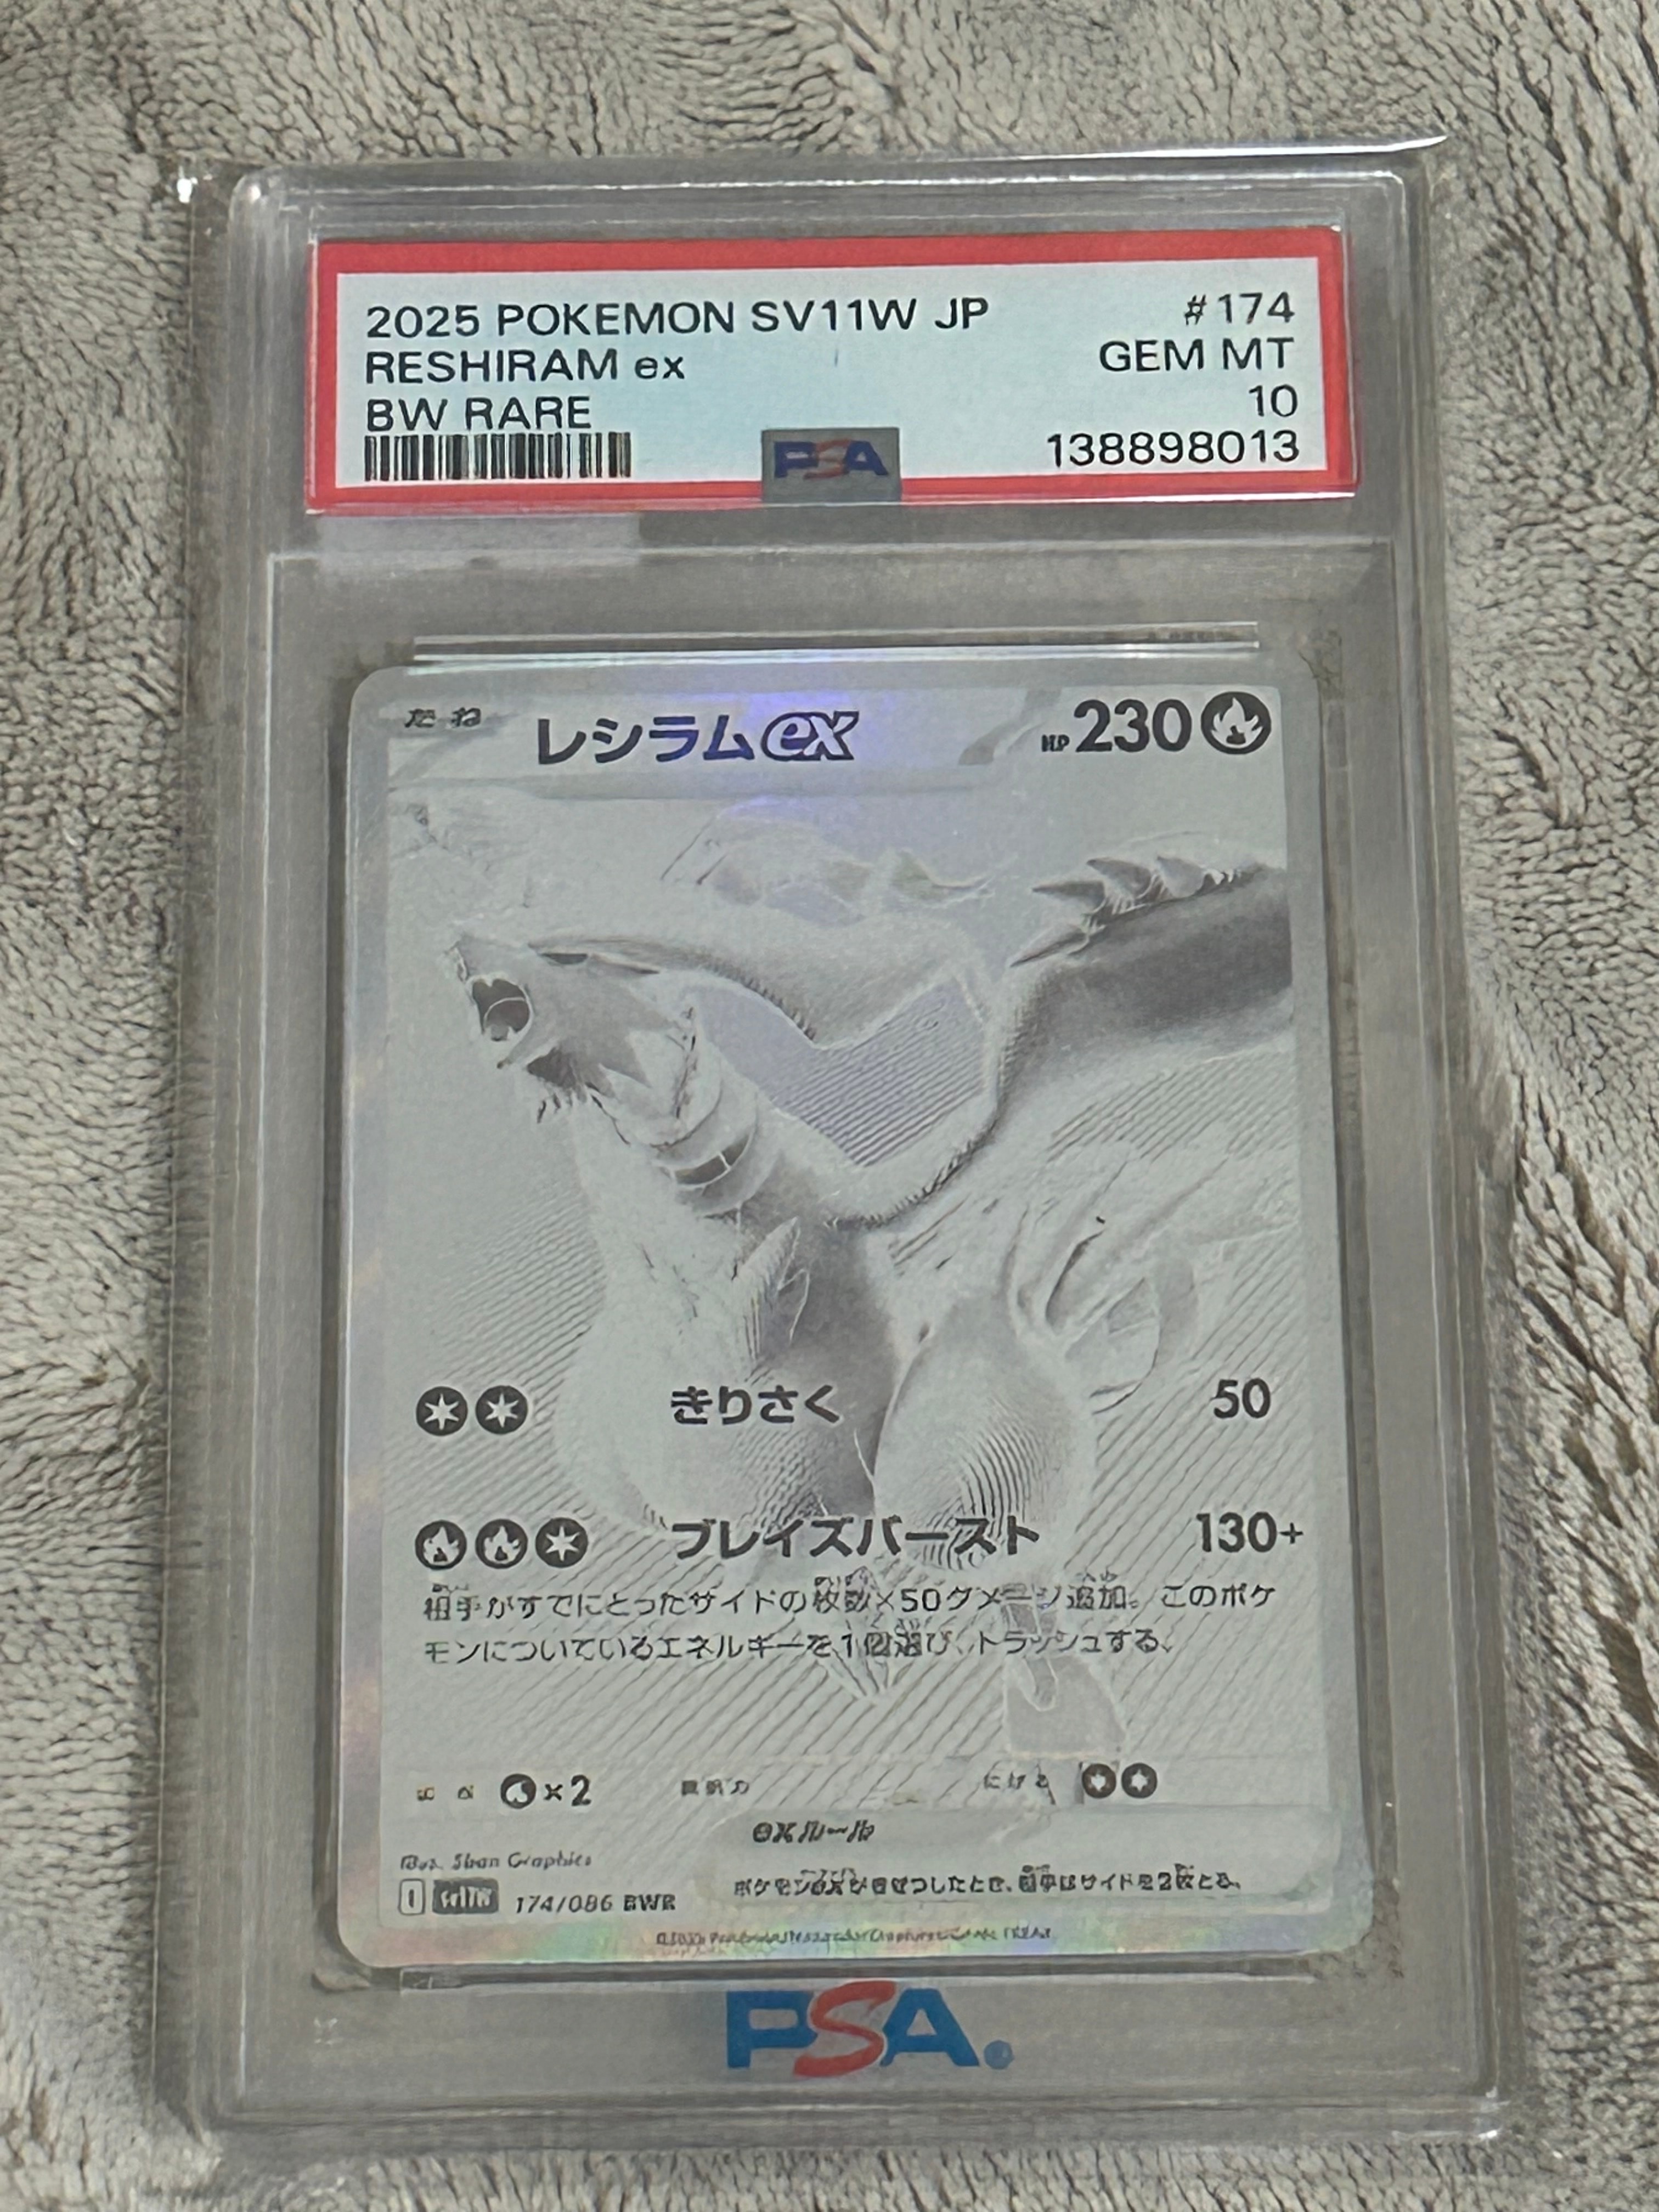 2025 POKEMON SV11W JP #174
RESHIRAM ex GEM MT
BW RARE 10
PSA 138898013
たね レシラムex HP230
きりさく 50
ブレイズバースト 130+
相手がすでにとったサイドの枚数×50ダメージ追加。このポケ
モンについているエネルギーを1個選び、トラッシュする。
×2 にげる
exルール
ポケモンexがきぜつしたとき、相手はサイドを2枚とる。
Illus. 5ban Graphics
174/086 BWR
PSA